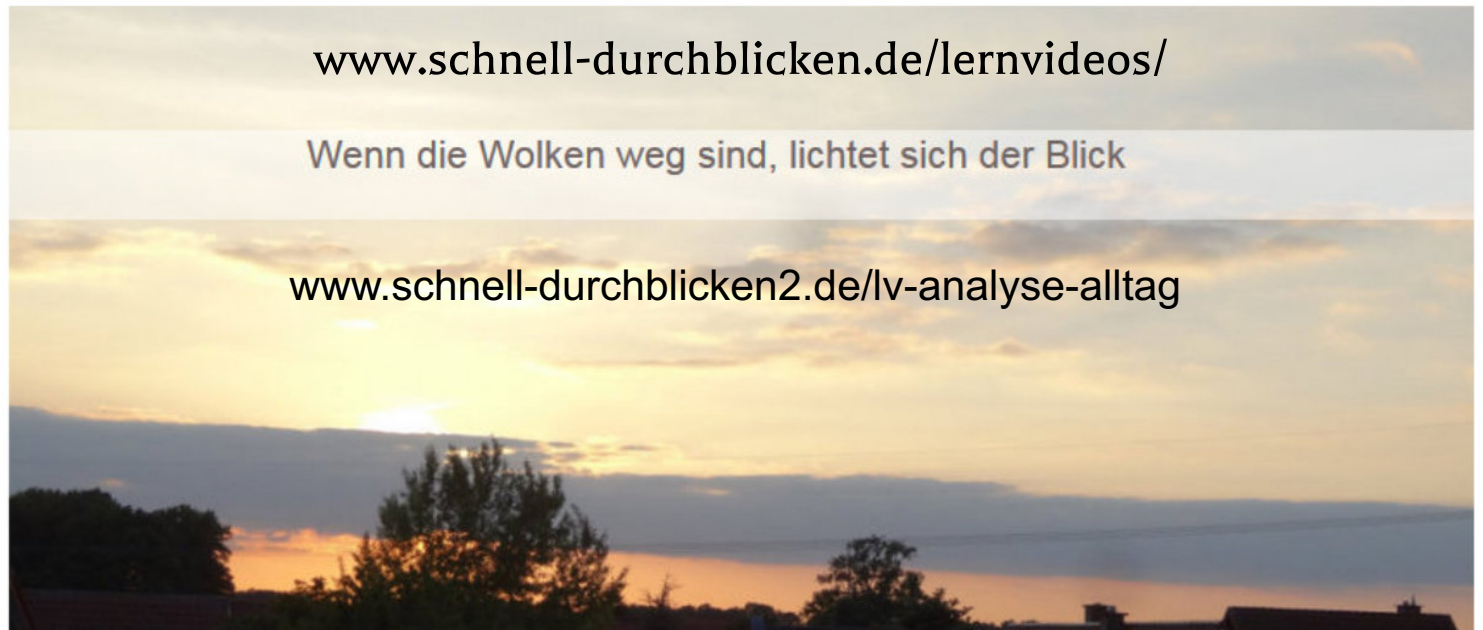 www.schnell-durchblicken.de/lernvideos/
Wenn die Wolken weg sind, lichtet sich der Blick
www.schnell-durchblicken2.de/lv-analyse-alltag